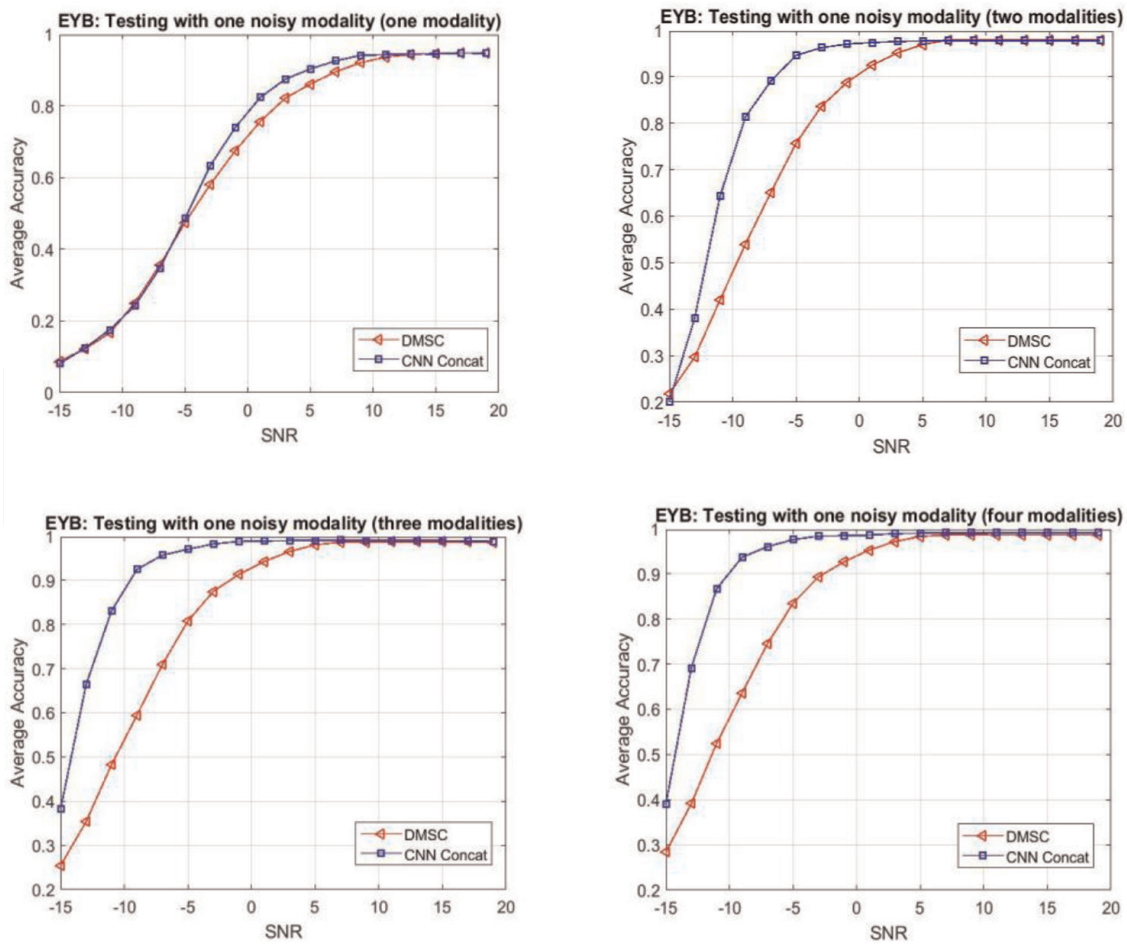 EYB: Testing with one noisy modality (one modality)
1
0.8
0.6
0.4
0.2
0
Average Accuracy
-15 -10 -5 0 5 10 15 20
SNR
DMSC
CNN Concat
EYB: Testing with one noisy modality (two modalities)
1
0.9
0.8
0.7
0.6
0.5
0.4
0.3
0.2
Average Accuracy
-15 -10 -5 0 5 10 15 20
SNR
DMSC
CNN Concat
EYB: Testing with one noisy modality (three modalities)
1
0.9
0.8
0.7
0.6
0.5
0.4
0.3
0.2
Average Accuracy
-15 -10 -5 0 5 10 15 20
SNR
DMSC
CNN Concat
EYB: Testing with one noisy modality (four modalities)
1
0.9
0.8
0.7
0.6
0.5
0.4
0.3
0.2
Average Accuracy
-15 -10 -5 0 5 10 15 20
SNR
DMSC
CNN Concat